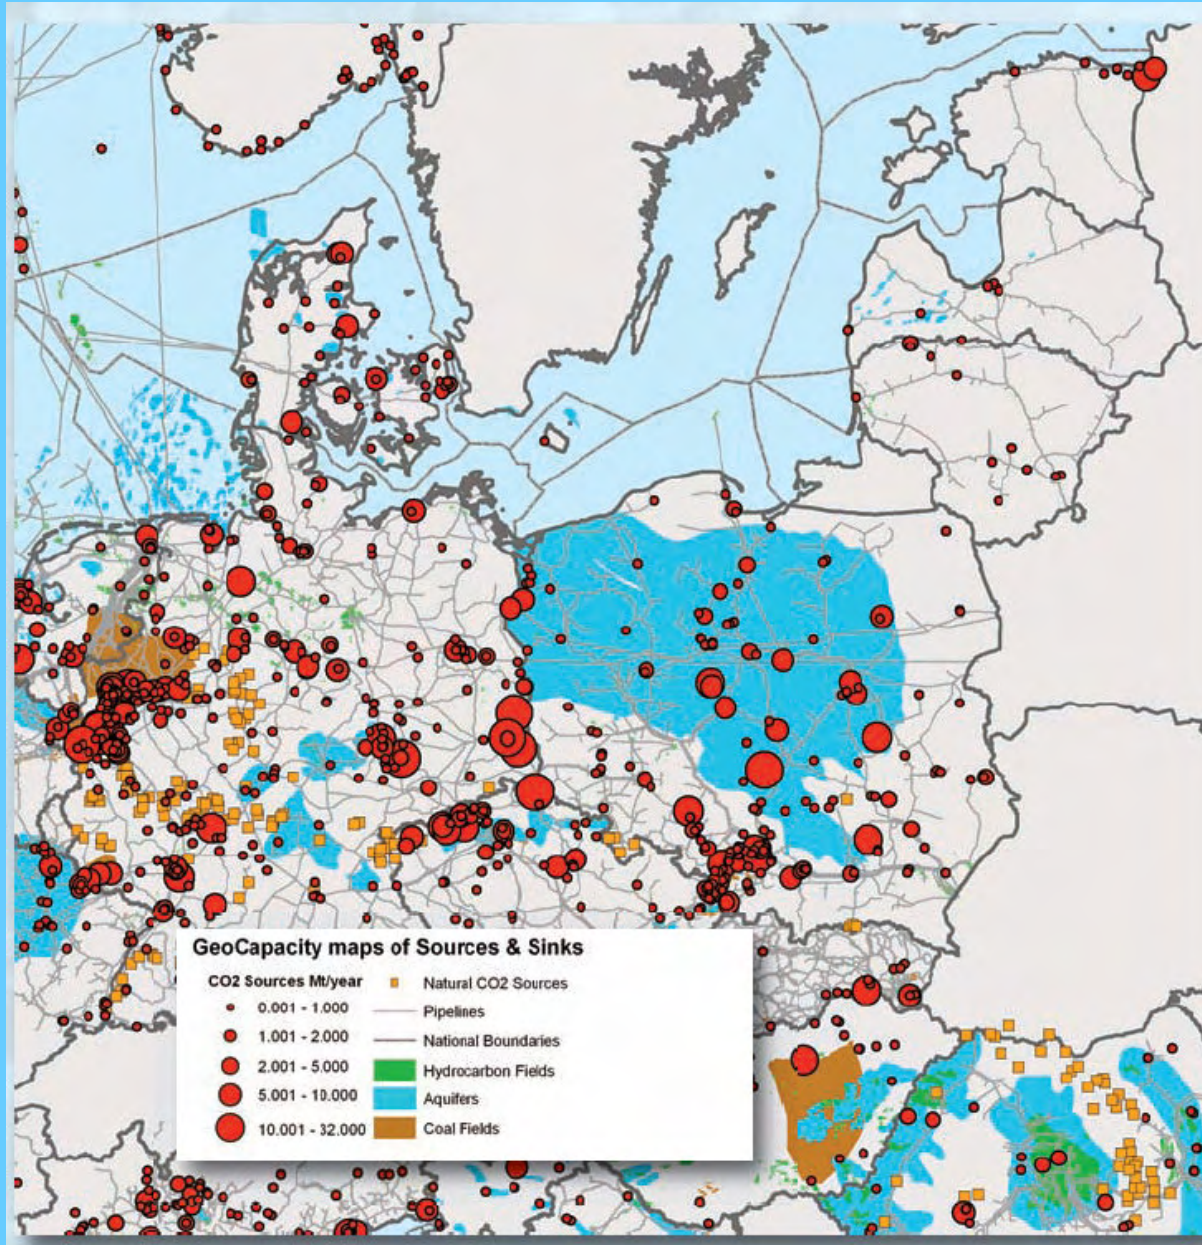 GeoCapacity maps of Sources & Sinks
CO2 Sources Mt/year
0.001 - 1.000
1.001 - 2.000
2.001 - 5.000
5.001 - 10.000
10.001 - 32.000
Natural CO2 Sources
Pipelines
National Boundaries
Hydrocarbon Fields
Aquifers
Coal Fields